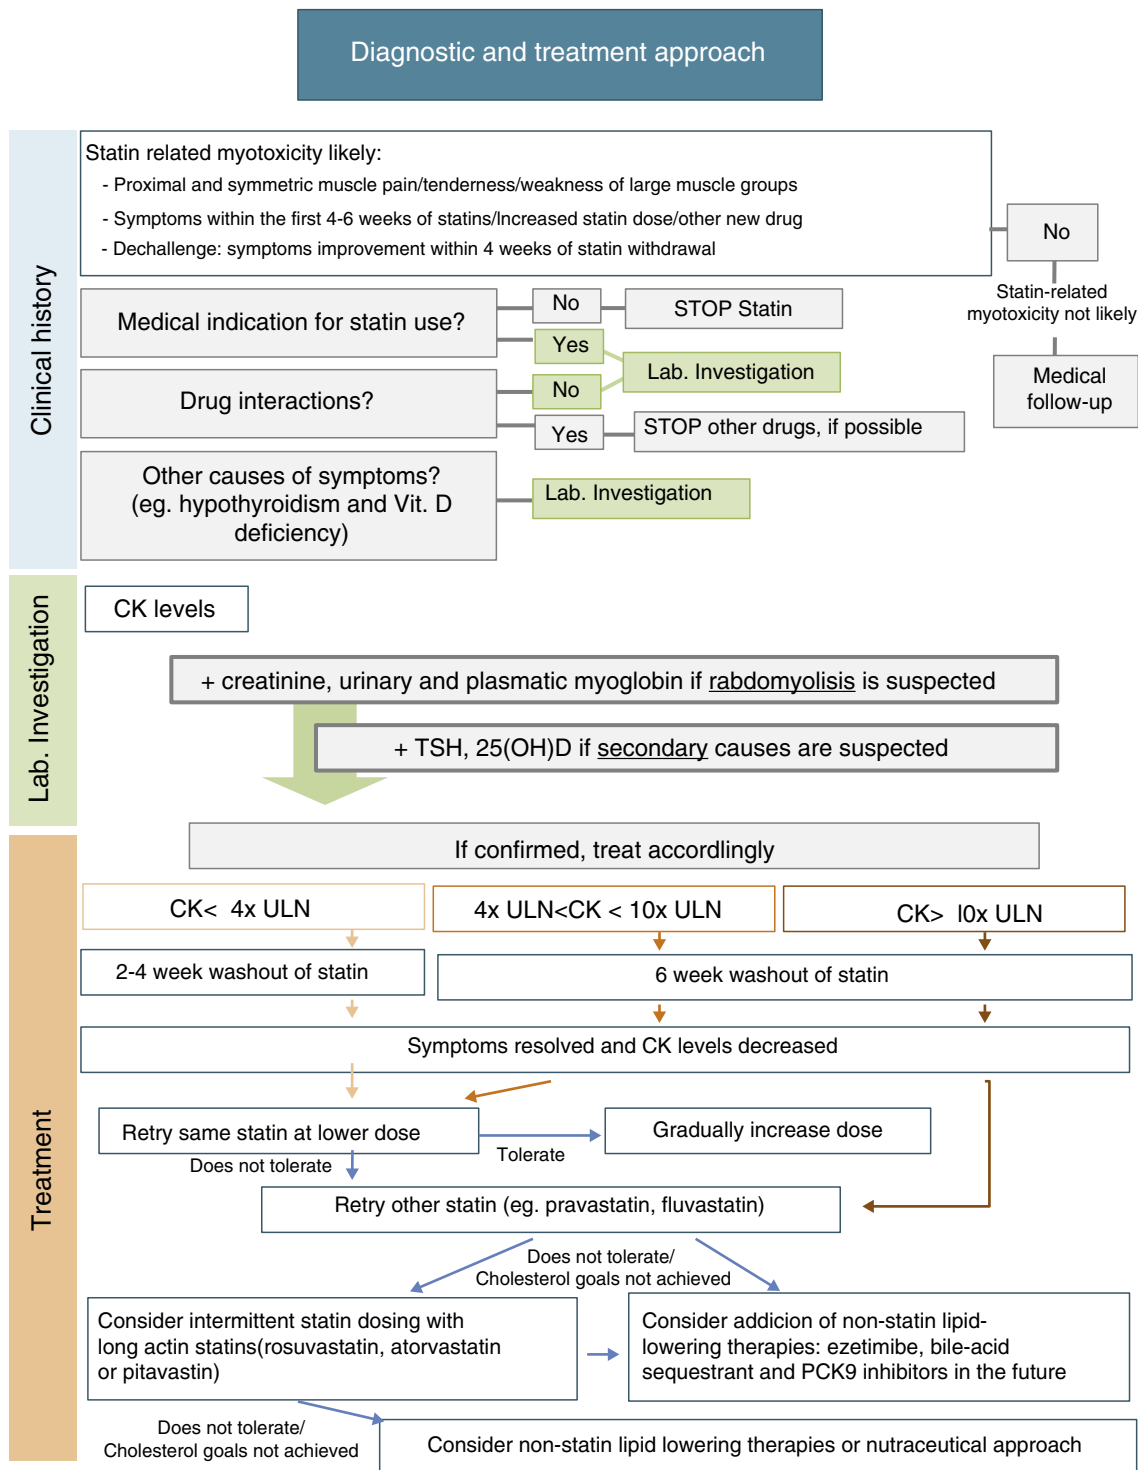 Diagnostic and treatment approach
Clinical history
Statin related myotoxicity likely:
- Proximal and symmetric muscle pain/tenderness/weakness of large muscle groups
- Symptoms within the first 4-6 weeks of statins/Increased statin dose/other new drug
- Dechallenge: symptoms improvement within 4 weeks of statin withdrawal
No
Statin-related
myotoxicity not likely
Medical
follow-up
Medical indication for statin use?
No
STOP Statin
Yes
Lab. Investigation
Drug interactions?
No
Yes
STOP other drugs, if possible
Other causes of symptoms?
(eg. hypothyroidism and Vit. D
deficiency)
Lab. Investigation
Lab. Investigation
CK levels
+ creatinine, urinary and plasmatic myoglobin if rabdomyolisis is suspected
+ TSH, 25(OH)D if secondary causes are suspected
Treatment
If confirmed, treat accordingly
CK< 4x ULN
4x ULN<CK < 10x ULN
CK> l0x ULN
2-4 week washout of statin
6 week washout of statin
Symptoms resolved and CK levels decreased
Retry same statin at lower dose
Tolerate
Gradually increase dose
Does not tolerate
Retry other statin (eg. pravastatin, fluvastatin)
Does not tolerate/
Cholesterol goals not achieved
Consider intermittent statin dosing with
long actin statins(rosuvastatin, atorvastatin
or pitavastin)
Consider addicion of non-statin lipid-
lowering therapies: ezetimibe, bile-acid
sequestrant and PCK9 inhibitors in the future
Does not tolerate/
Cholesterol goals not achieved
Consider non-statin lipid lowering therapies or nutraceutical approach